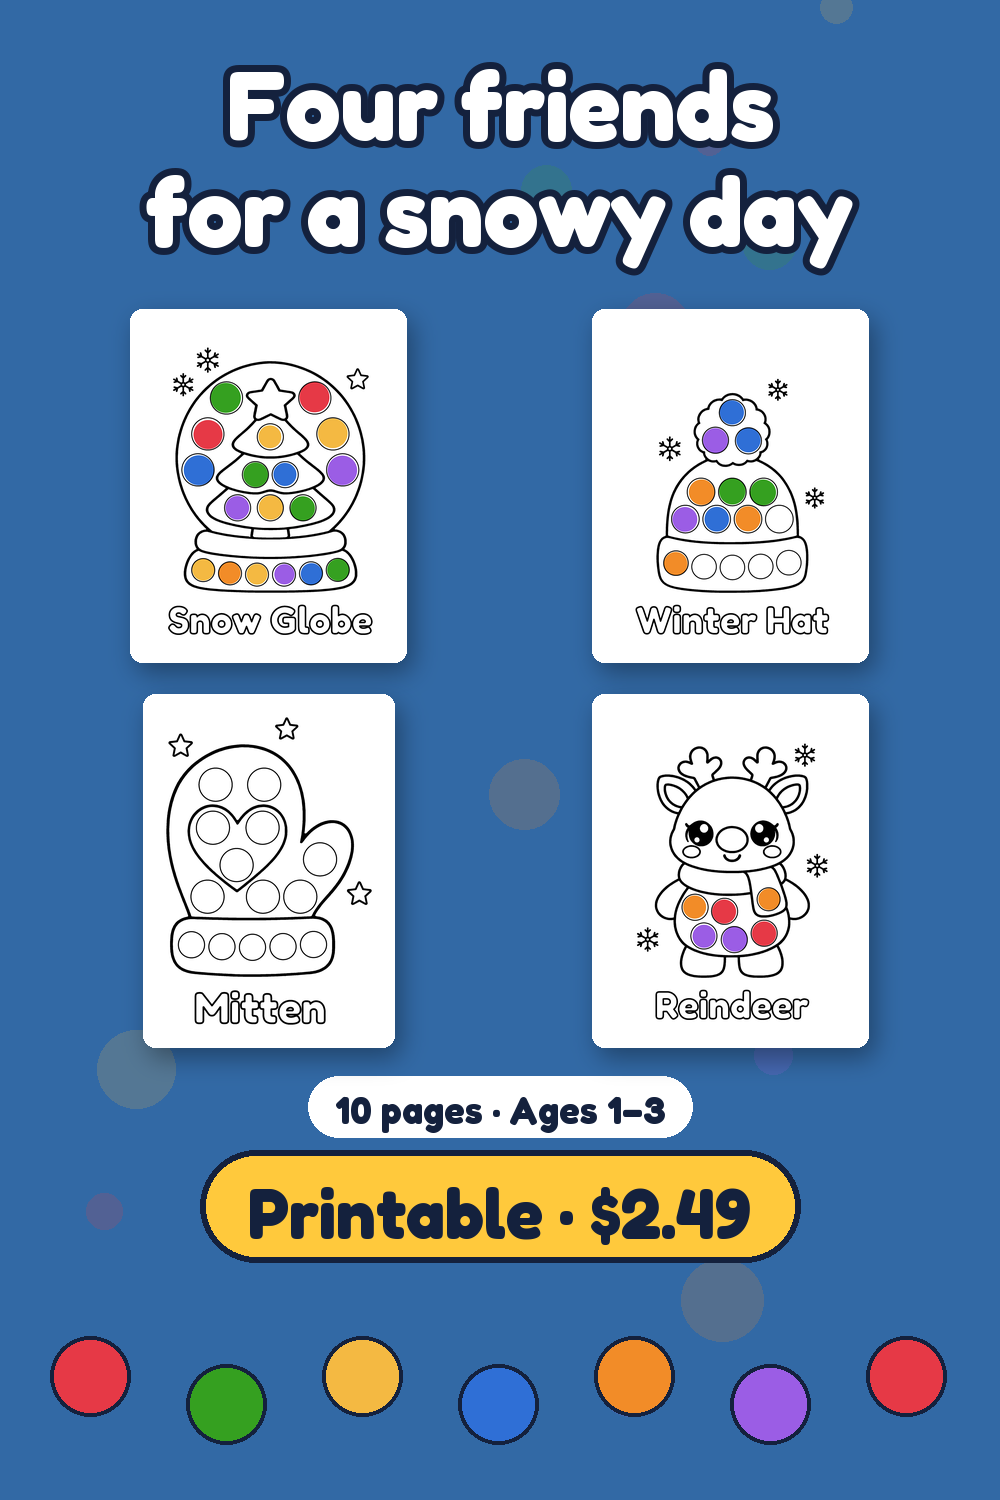 Four friends
for a snowy day
Snow Globe
Winter Hat
Mitten
Reindeer
10 pages · Ages 1–3
Printable · $2.49